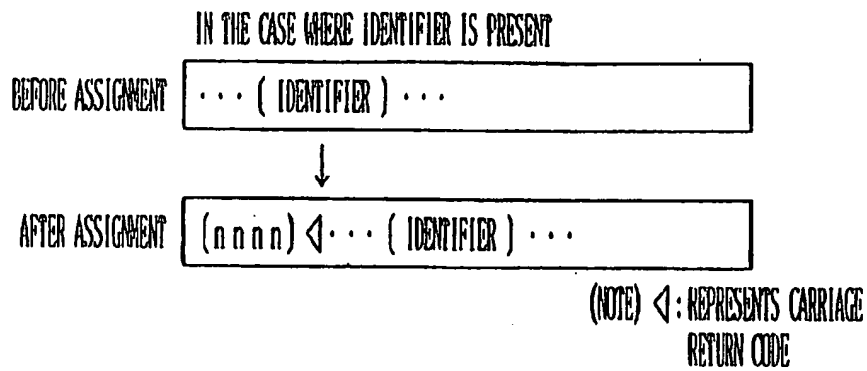 IN THE CASE WHERE IDENTIFIER IS PRESENT
BEFORE ASSIGNMENT ···( IDENTIFIER )···
↓
AFTER ASSIGNMENT (nnnn)◁···( IDENTIFIER )···
(NOTE) ◁: REPRESENTS CARRIAGE
RETURN CODE